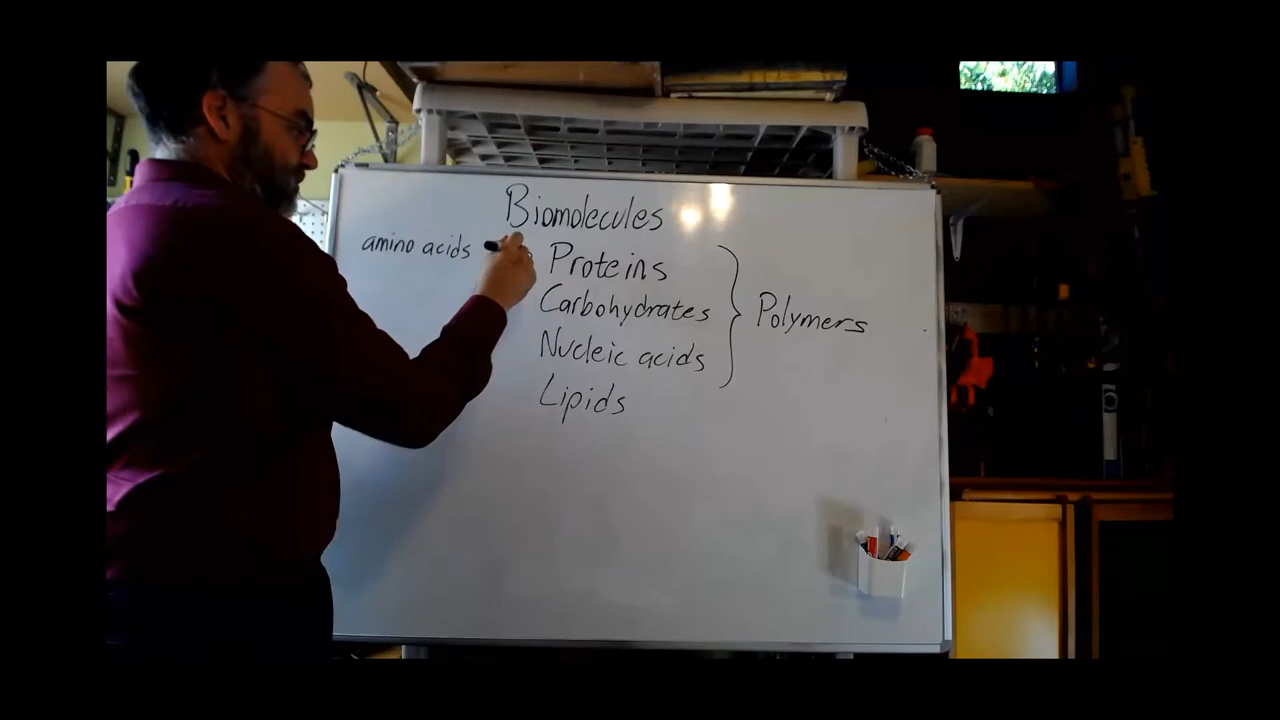 Biomolecules
amino acids Proteins
Carbohydrates
Polymers
Nucleic acids
Lipids